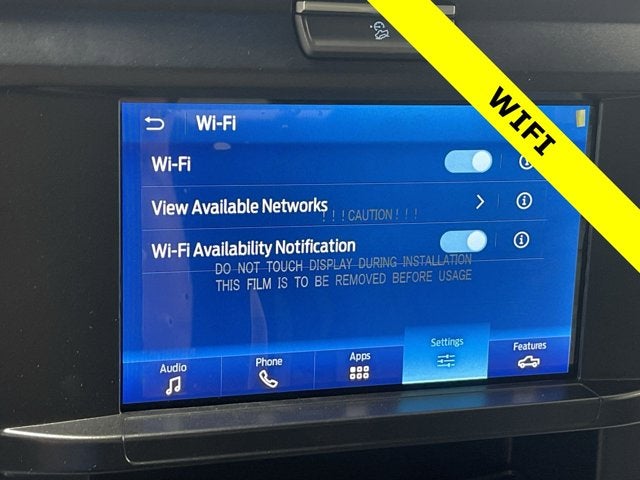 WIFI
Wi-Fi
Wi-Fi
View Available Networks
! ! ! CAUTION ! ! !
Wi-Fi Availability Notification
DO NOT TOUCH DISPLAY DURING INSTALLATION
THIS FILM IS TO BE REMOVED BEFORE USAGE
Audio
Phone
Apps
Settings
Features